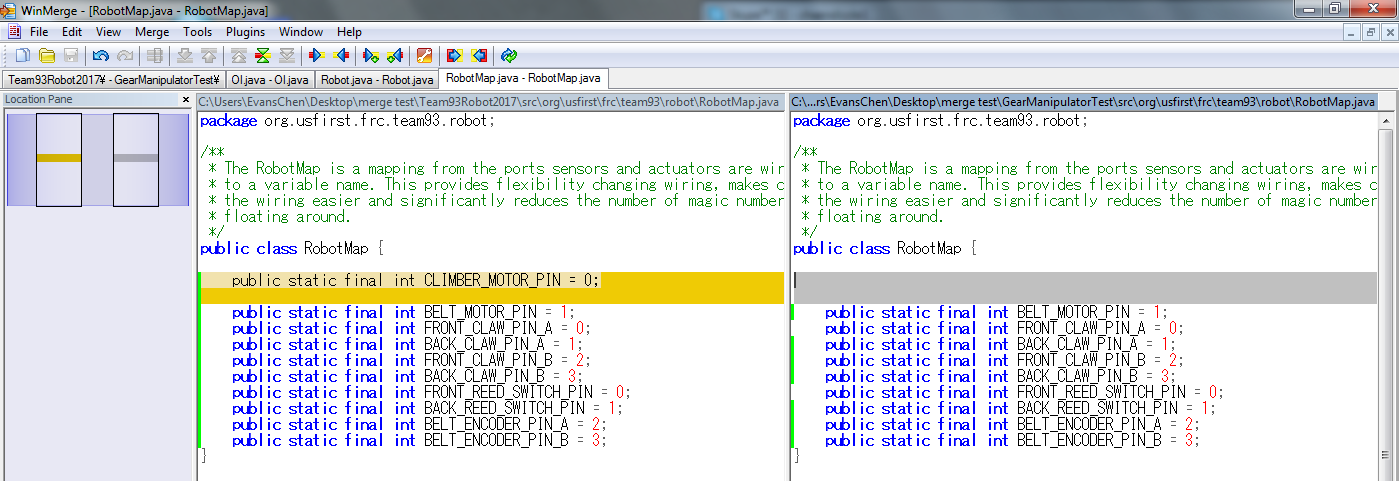 WinMerge - [RobotMap.java - RobotMap.java]
File Edit View Merge Tools Plugins Window Help
Team93Robot2017¥ - GearManipulatorTest¥ OI.java - OI.java Robot.java - Robot.java RobotMap.java - RobotMap.java
Location Pane
C:\Users\EvansChen\Desktop\merge test\Team93Robot2017\src\org\usfirst\frc\team93\robot\RobotMap.java
package org.usfirst.frc.team93.robot;
/**
* The RobotMap is a mapping from the ports sensors and actuators are wir
* to a variable name. This provides flexibility changing wiring, makes c
* the wiring easier and significantly reduces the number of magic number
* floating around.
*/
public class RobotMap {
public static final int CLIMBER_MOTOR_PIN = 0;
public static final int BELT_MOTOR_PIN = 1;
public static final int FRONT_CLAW_PIN_A = 0;
public static final int BACK_CLAW_PIN_A = 1;
public static final int FRONT_CLAW_PIN_B = 2;
public static final int BACK_CLAW_PIN_B = 3;
public static final int FRONT_REED_SWITCH_PIN = 0;
public static final int BACK_REED_SWITCH_PIN = 1;
public static final int BELT_ENCODER_PIN_A = 2;
public static final int BELT_ENCODER_PIN_B = 3;
}
C:\...rs\EvansChen\Desktop\merge test\GearManipulatorTest\src\org\usfirst\frc\team93\robot\RobotMap.java
package org.usfirst.frc.team93.robot;
/**
* The RobotMap is a mapping from the ports sensors and actuators are wir
* to a variable name. This provides flexibility changing wiring, makes c
* the wiring easier and significantly reduces the number of magic number
* floating around.
*/
public class RobotMap {
public static final int BELT_MOTOR_PIN = 1;
public static final int FRONT_CLAW_PIN_A = 0;
public static final int BACK_CLAW_PIN_A = 1;
public static final int FRONT_CLAW_PIN_B = 2;
public static final int BACK_CLAW_PIN_B = 3;
public static final int FRONT_REED_SWITCH_PIN = 0;
public static final int BACK_REED_SWITCH_PIN = 1;
public static final int BELT_ENCODER_PIN_A = 2;
public static final int BELT_ENCODER_PIN_B = 3;
}